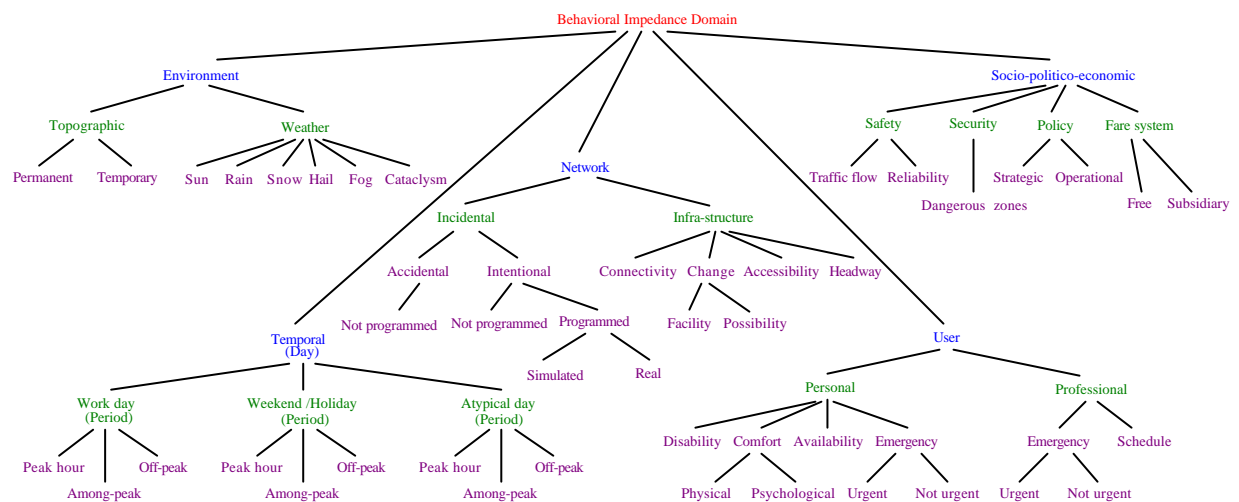 Behavioral Impedance Domain
Environment
Socio-politico-economic
Topographic
Weather
Safety
Security
Policy
Fare system
Permanent
Temporary
Sun
Rain
Snow
Hail
Fog
Cataclysm
Network
Traffic flow
Reliability
Strategic
Operational
Dangerous zones
Free
Subsidiary
Incidental
Infra-structure
Accidental
Intentional
Connectivity
Change
Accessibility
Headway
Not programmed
Not programmed
Programmed
Facility
Possibility
Temporal
(Day)
User
Simulated
Real
Work day
(Period)
Weekend /Holiday
(Period)
Atypical day
(Period)
Personal
Professional
Disability
Comfort
Availability
Emergency
Emergency
Schedule
Peak hour
Off-peak
Peak hour
Off-peak
Peak hour
Off-peak
Among-peak
Among-peak
Among-peak
Physical
Psychological
Urgent
Not urgent
Urgent
Not urgent